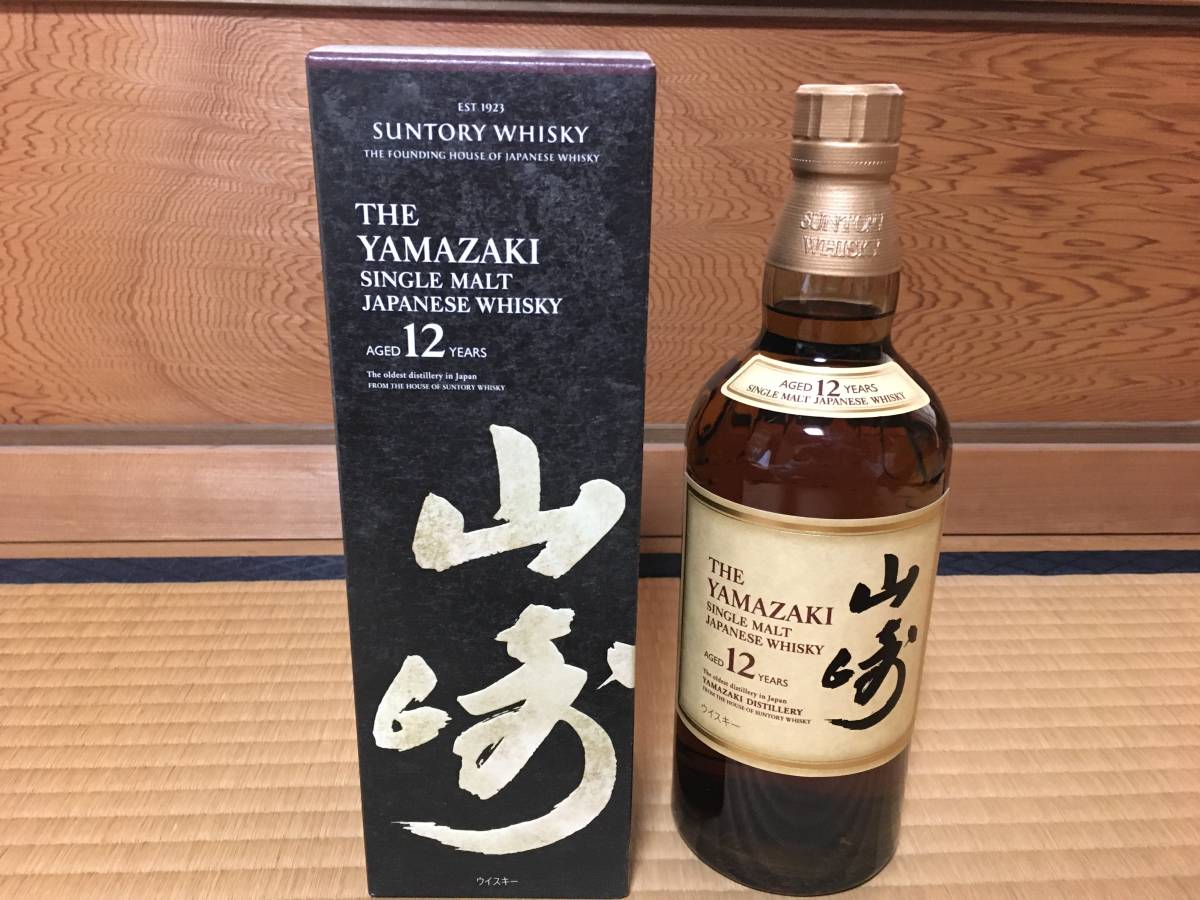 EST 1923
SUNTORY WHISKY
THE FOUNDING HOUSE OF JAPANESE WHISKY
THE
YAMAZAKI
SINGLE MALT
JAPANESE WHISKY
AGED 12 YEARS
The oldest distillery in Japan
FROM THE HOUSE OF SUNTORY WHISKY
山崎
ウイスキー
SUNTORY
WHISKY
AGED 12 YEARS
SINGLE MALT JAPANESE WHISKY
THE
YAMAZAKI
SINGLE MALT
JAPANESE WHISKY
AGED 12 YEARS
The oldest distillery in Japan
YAMAZAKI DISTILLERY
FROM THE HOUSE OF SUNTORY WHISKY
ウイスキー
山崎